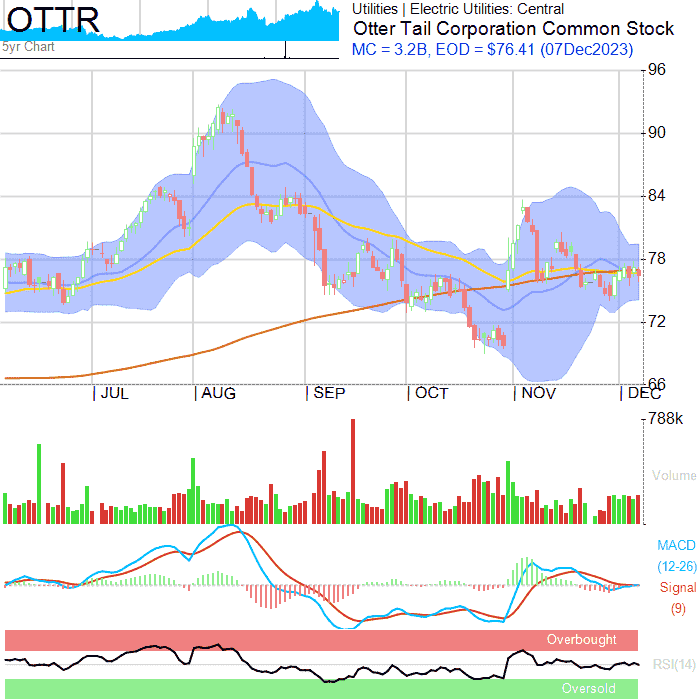 OTTR
5yr Chart
Utilities | Electric Utilities: Central
Otter Tail Corporation Common Stock
MC = 3.2B, EOD = $76.41 (07Dec2023)
96
90
84
78
72
66
JUL AUG SEP OCT NOV DEC
788k
Volume
MACD
(12-26)
Signal
(9)
Overbought
RSI(14)
Oversold